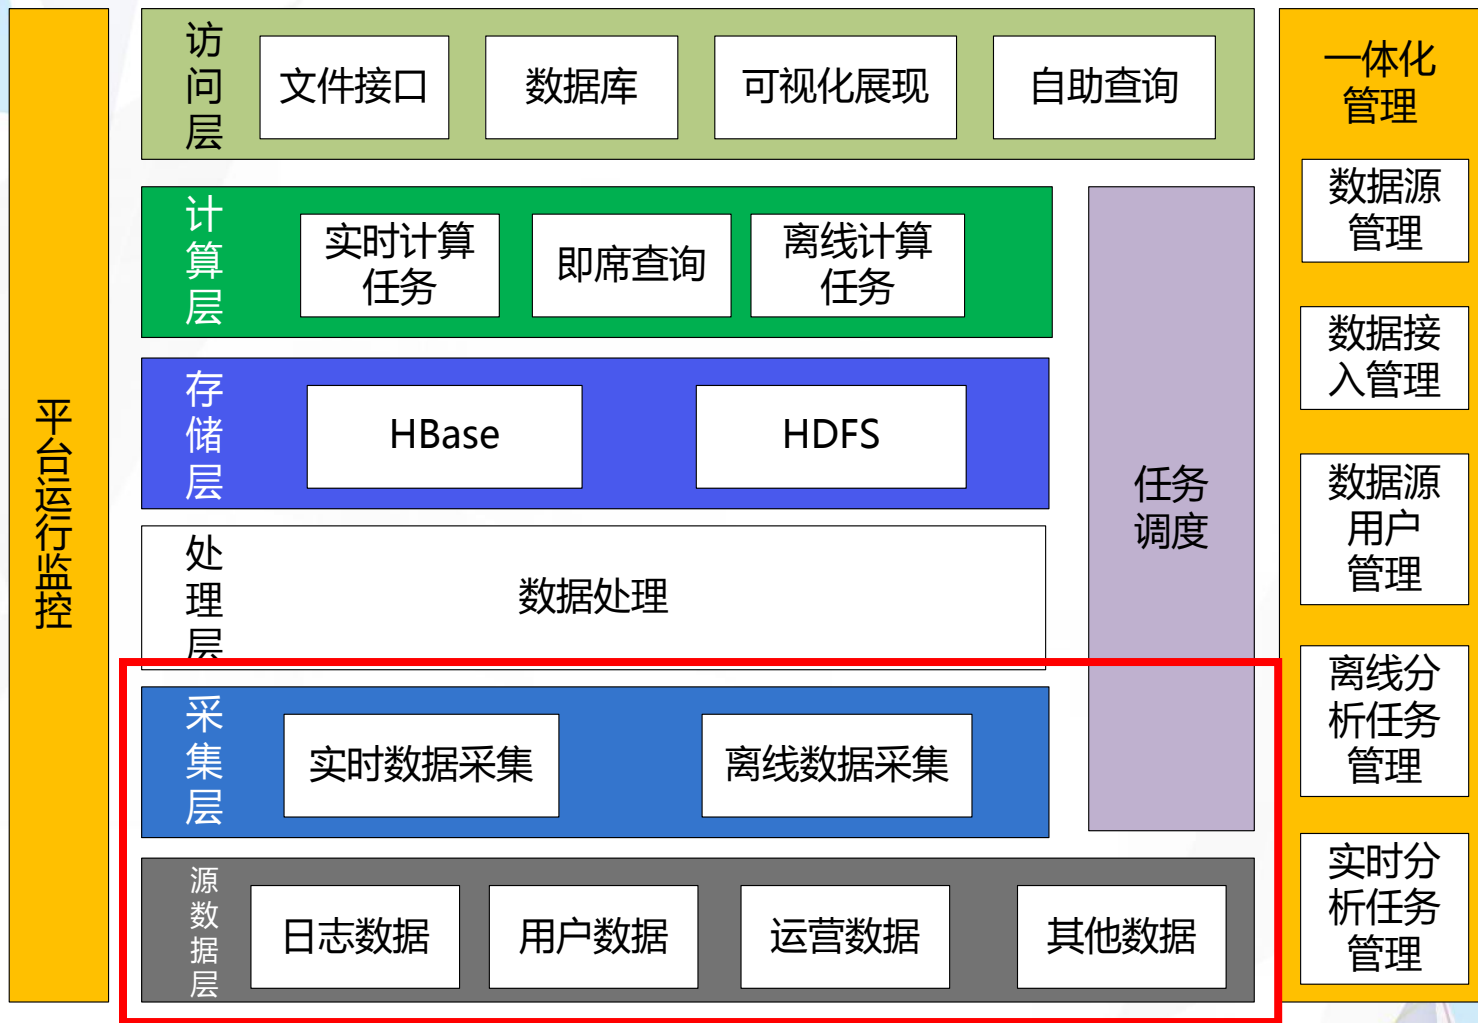 平台运行监控
访问层
文件接口
数据库
可视化展现
自助查询
计算层
实时计算
任务
即席查询
离线计算
任务
存储层
HBase
HDFS
处理层
数据处理
采集层
实时数据采集
离线数据采集
源数据层
日志数据
用户数据
运营数据
其他数据
任务
调度
一体化
管理
数据源
管理
数据接
入管理
数据源
用户
管理
离线分
析任务
管理
实时分
析任务
管理